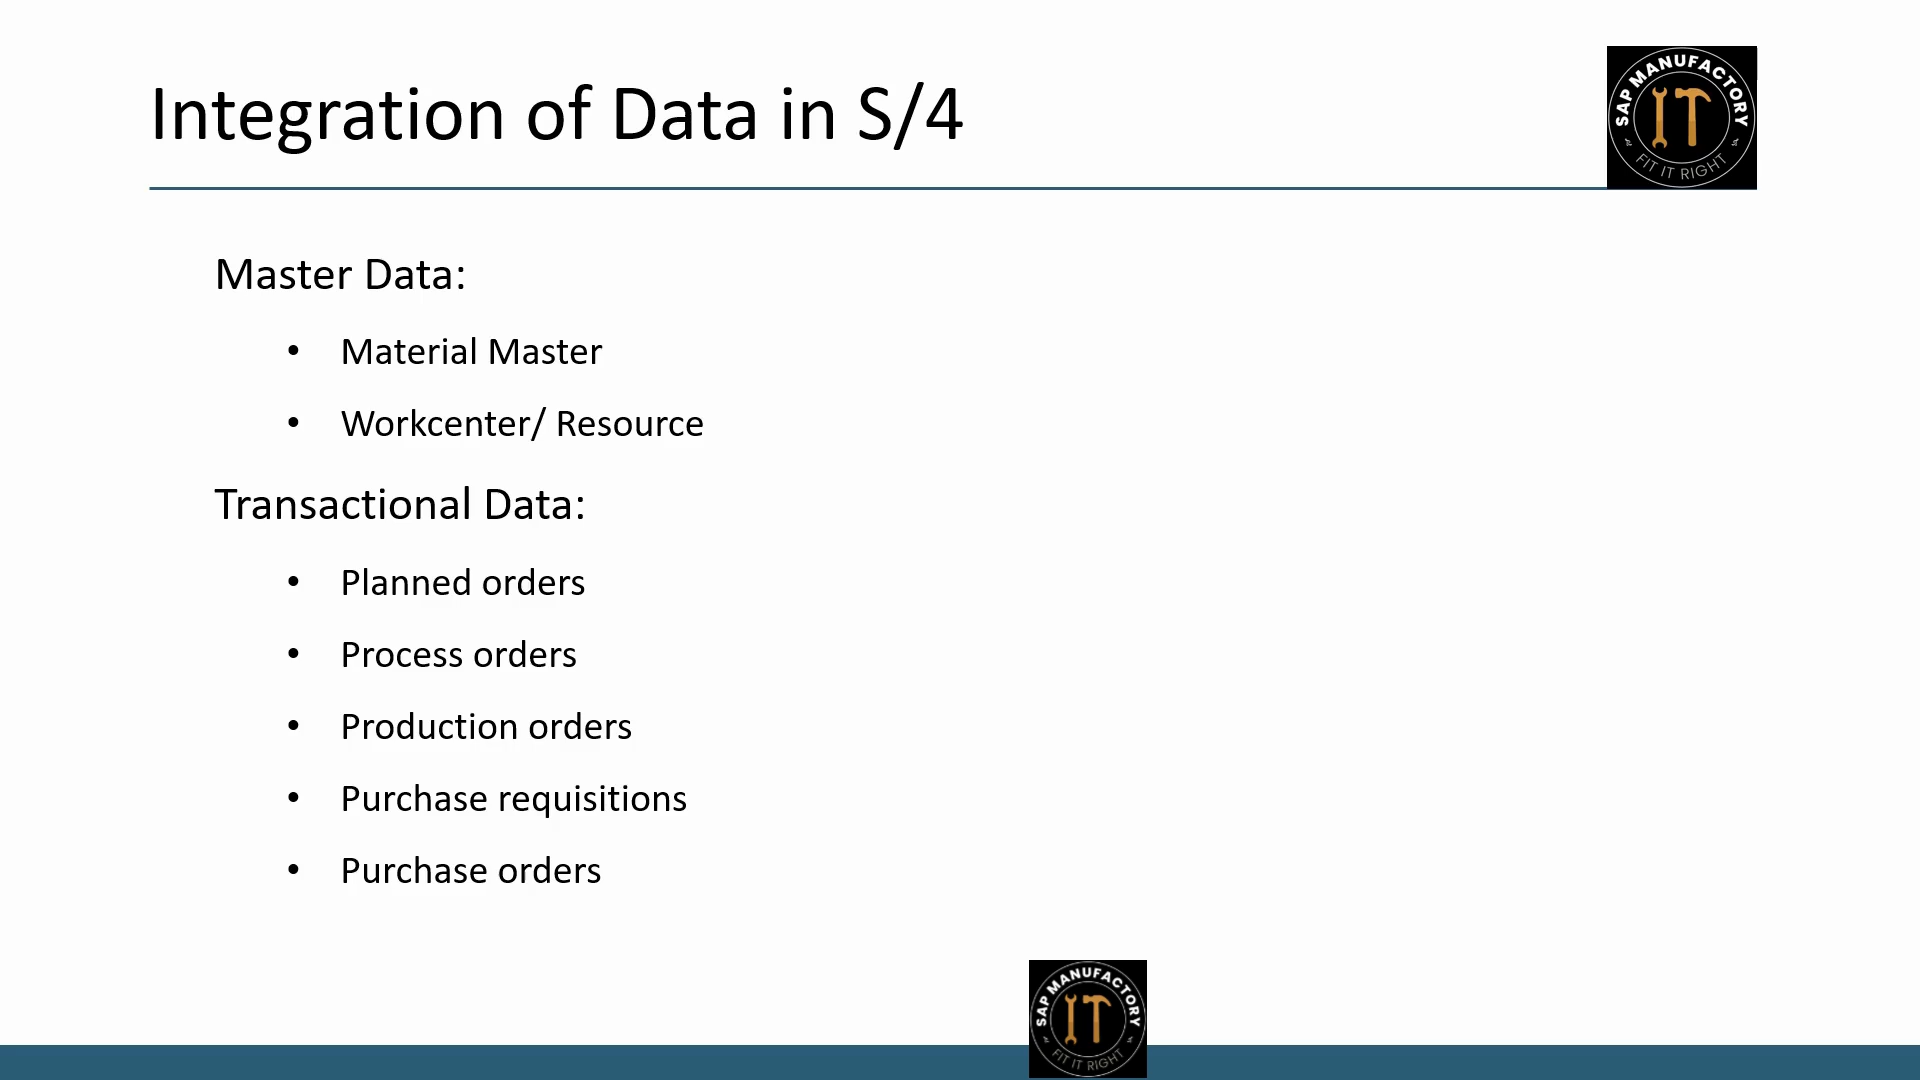 Integration of Data in S/4
SAP MANUFACTORY
IT
FIT IT RIGHT
Master Data:
• Material Master
• Workcenter/ Resource
Transactional Data:
• Planned orders
• Process orders
• Production orders
• Purchase requisitions
• Purchase orders
SAP MANUFACTORY
IT
FIT IT RIGHT